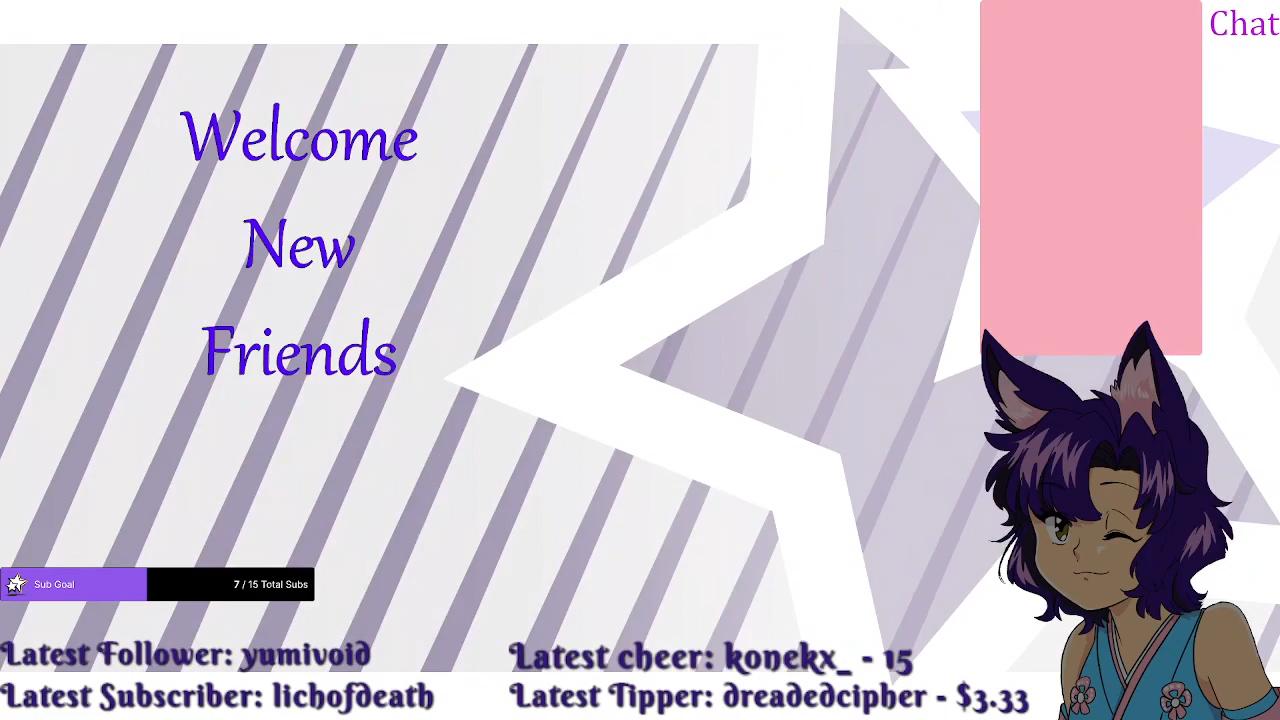 Chat
Welcome
New
Friends
Sub Goal
7 / 15 Total Subs
Latest Follower: yumivoid
Latest Subscriber: lichofdeath
Latest cheer: konekx_ - 15
Latest Tipper: dreadedcipher - $3.33